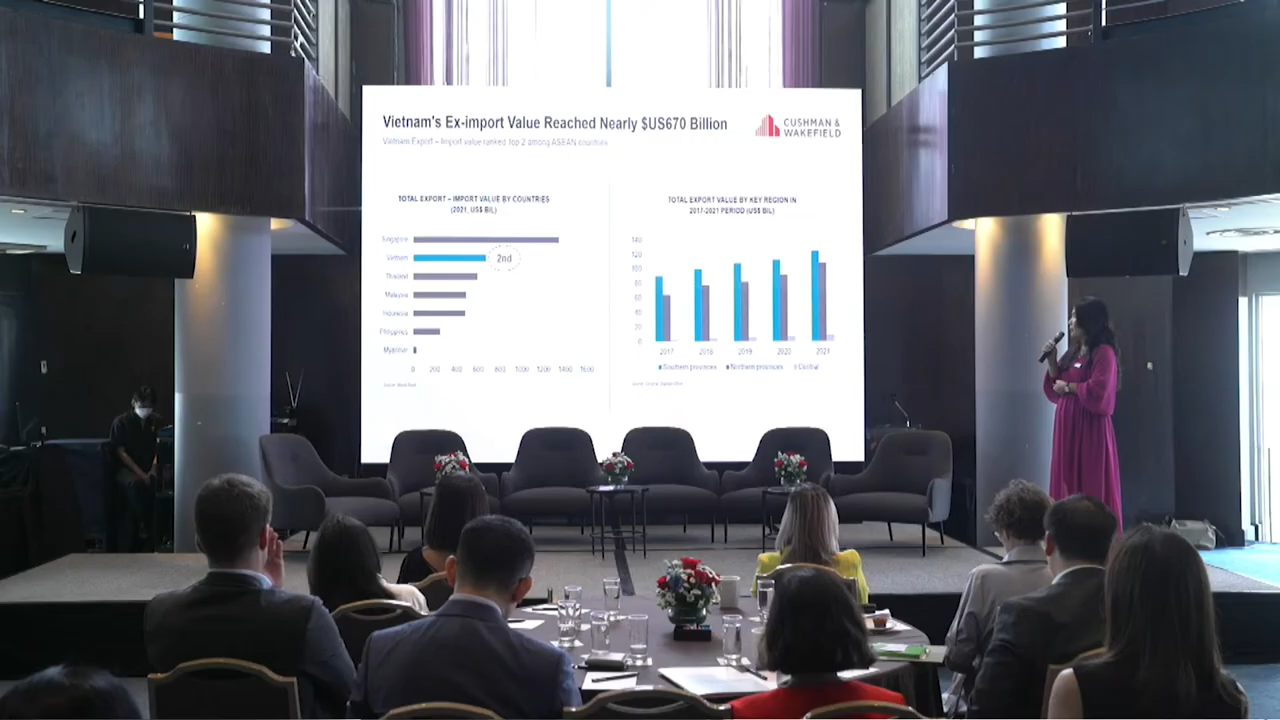 Vietnam's Ex-import Value Reached Nearly $US670 Billion
CUSHMAN &
WAKEFIELD
Vietnam Export – Import value ranked Top 2 among ASEAN countries
TOTAL EXPORT – IMPORT VALUE BY COUNTRIES
(2021, US$ BIL)
Singapore
Vietnam
2nd
Thailand
Malaysia
Indonesia
Philippines
Myanmar
0 200 400 600 800 1000 1200 1400 1600
TOTAL EXPORT VALUE BY KEY REGION IN
2017-2021 PERIOD (US$ BIL)
140
120
100
80
60
40
20
0
2017 2018 2019 2020 2021
Southern provinces Northern provinces Central